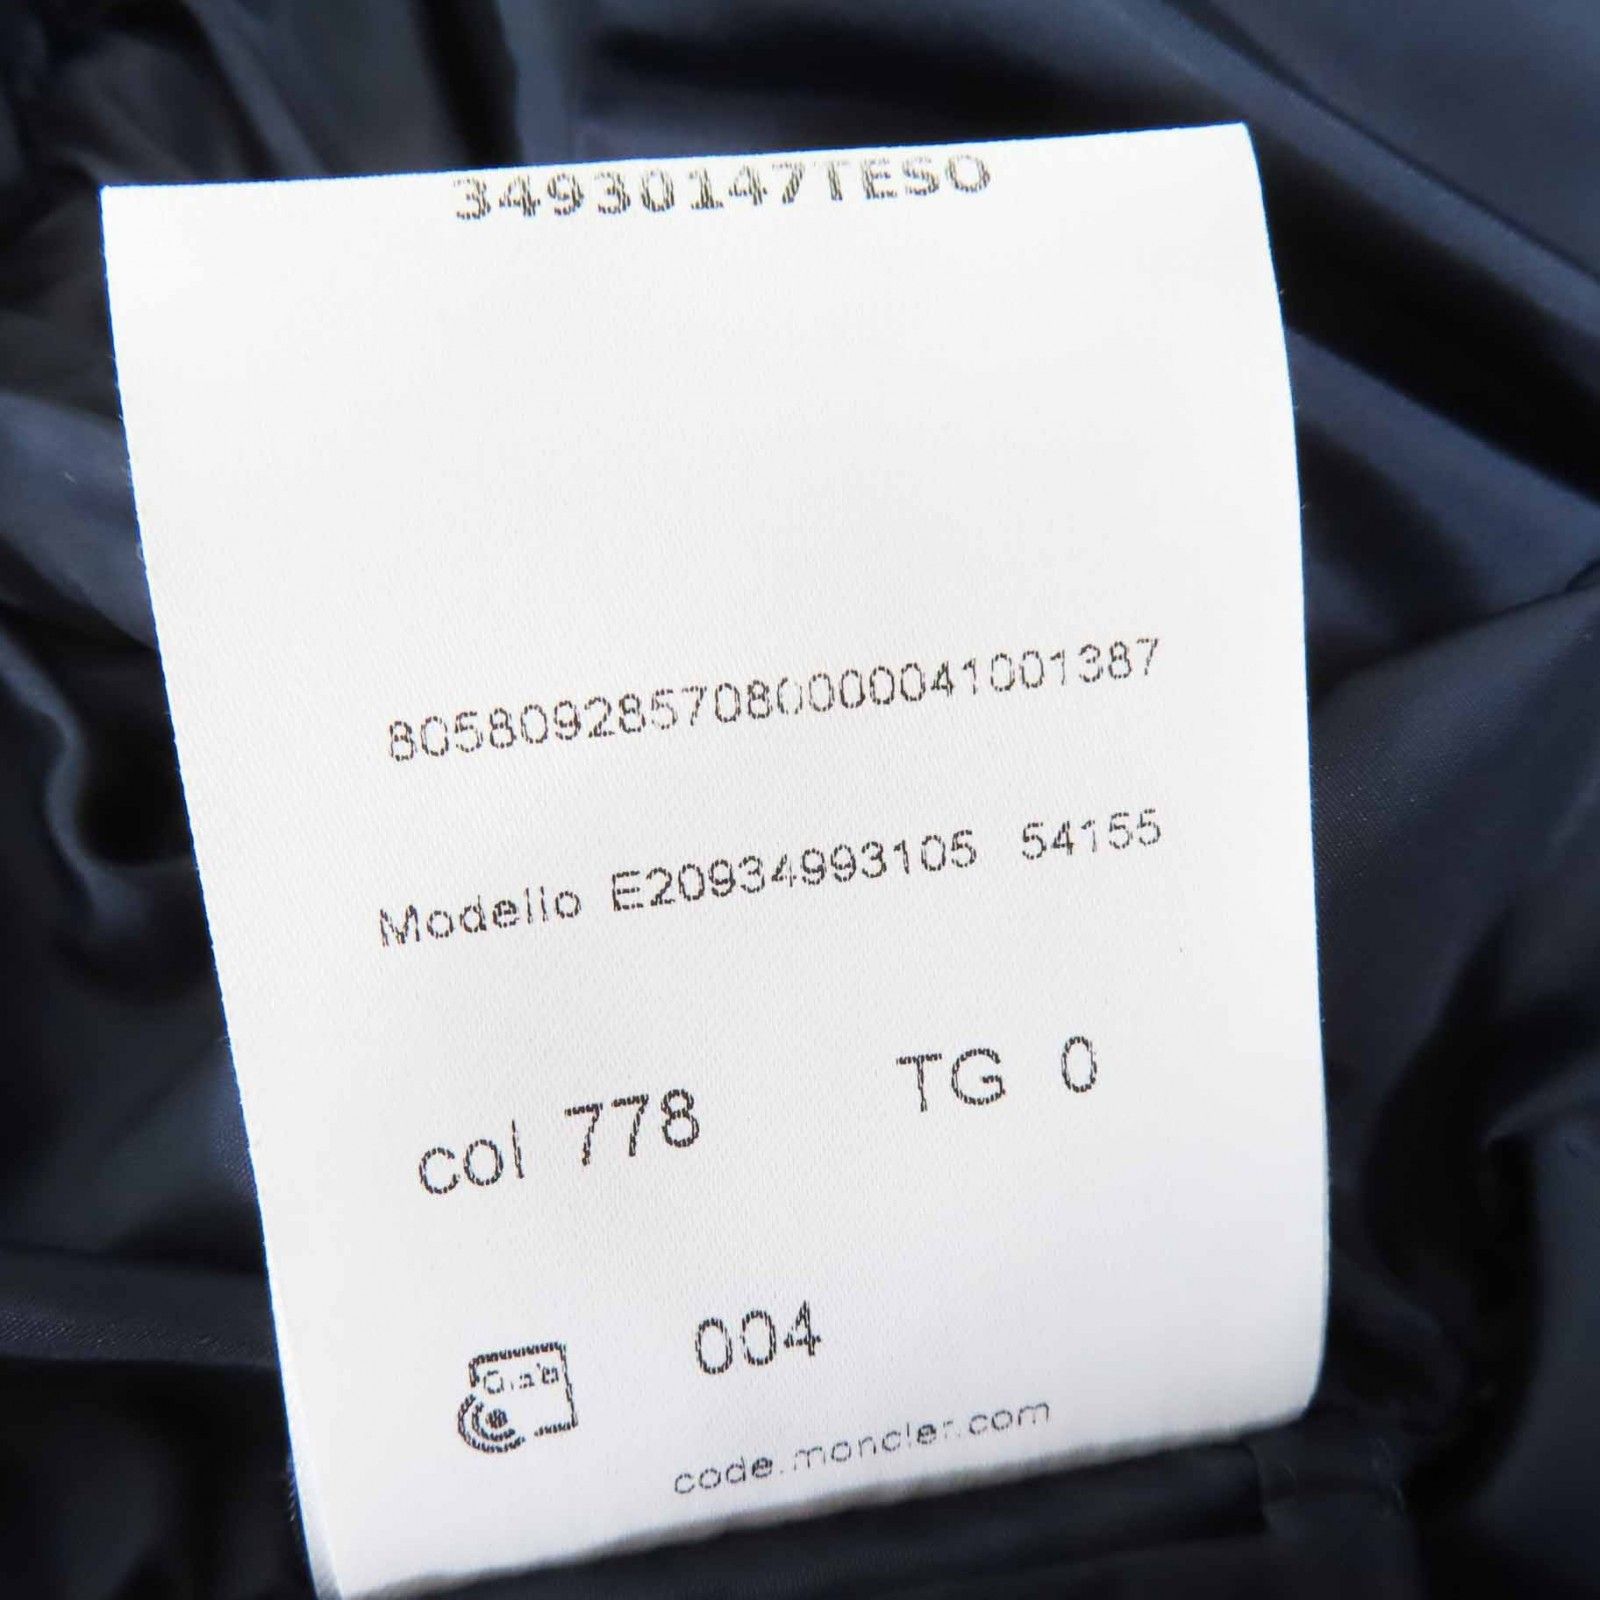 34930147TESO
8058092857080000041001387
Modello E20934993105 54155
col 778 TG 0
004
code.moncler.com